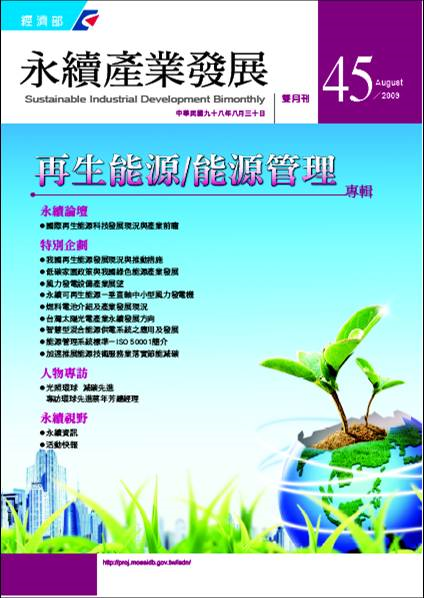 經濟部
永續產業發展
Sustainable Industrial Development Bimonthly
雙月刊
中華民國九十八年八月三十日
45
August
/2009
再生能源/能源管理
專輯
永續論壇
●國際再生能源科技發展現況與產業前瞻
特別企劃
●我國再生能源發展現況與推動措施
●低碳家園政策與我國綠色能源產業發展
●風力發電設備產業展望
●永續可再生能源－垂直軸中小型風力發電機
●燃料電池介紹及產業發展現況
●台灣太陽光電產業永續發展方向
●智慧型混合能源供電系統之應用及發展
●能源管理系統標準－ISO 50001簡介
●加速推展能源技術服務業落實節能減碳
人物專訪
●光照環球 減碳先進
專訪環球先進蔡年芳總經理
永續視野
●永續資訊
●活動快報
http://proj.moeaidb.gov.tw/isdn/